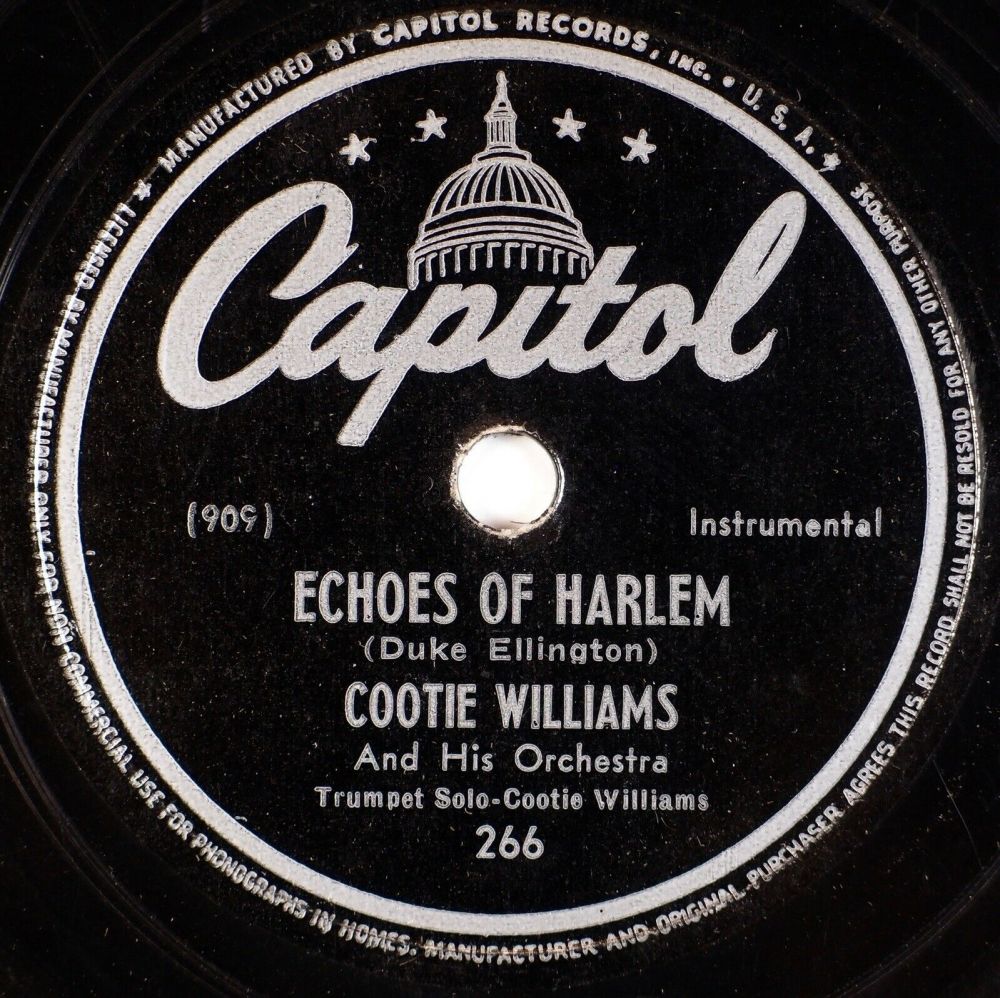 MANUFACTURED BY CAPITOL RECORDS, INC. • U. S. A.
Capitol
(909)
Instrumental
ECHOES OF HARLEM
(Duke Ellington)
COOTIE WILLIAMS
And His Orchestra
Trumpet Solo-Cootie Williams
266
LICENSED BY MANUFACTURER ONLY FOR NON-COMMERCIAL USE FOR PHONOGRAPHS IN HOMES. MANUFACTURER AND ORIGINAL PURCHASER AGREES THIS RECORD SHALL NOT BE RESOLD FOR ANY OTHER PURPOSE